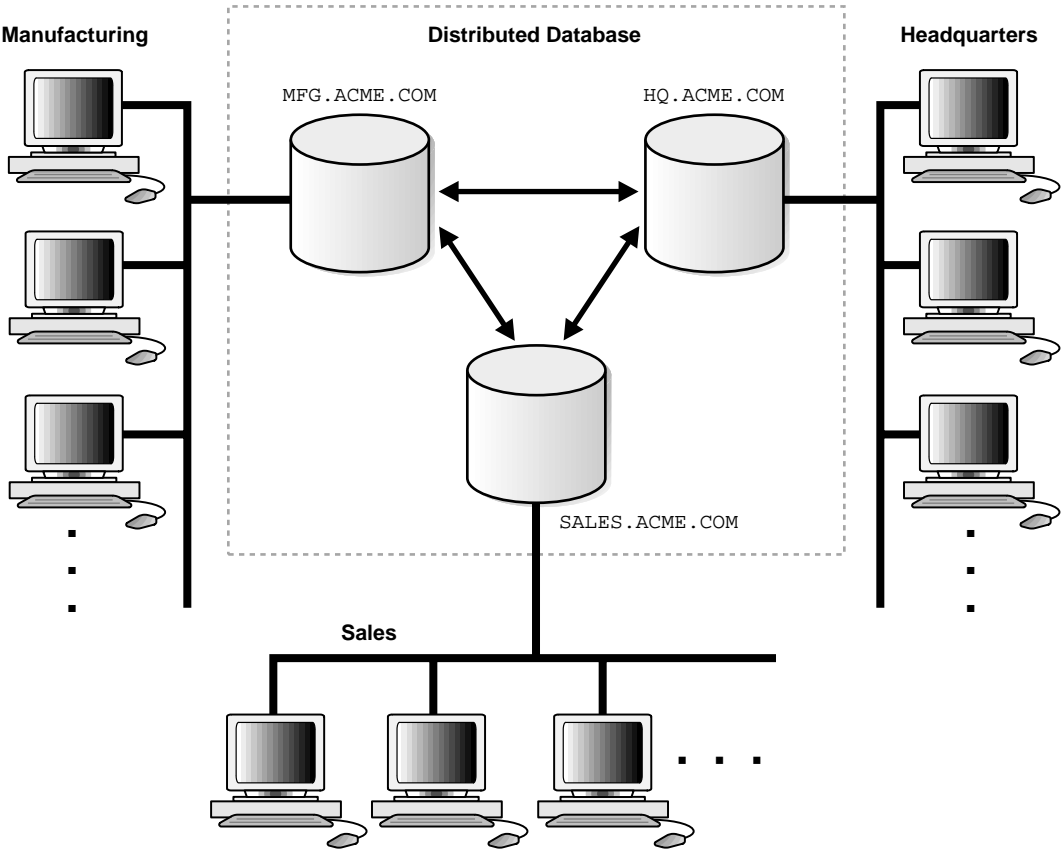 Manufacturing
Distributed Database
Headquarters
MFG.ACME.COM
HQ.ACME.COM
SALES.ACME.COM
Sales